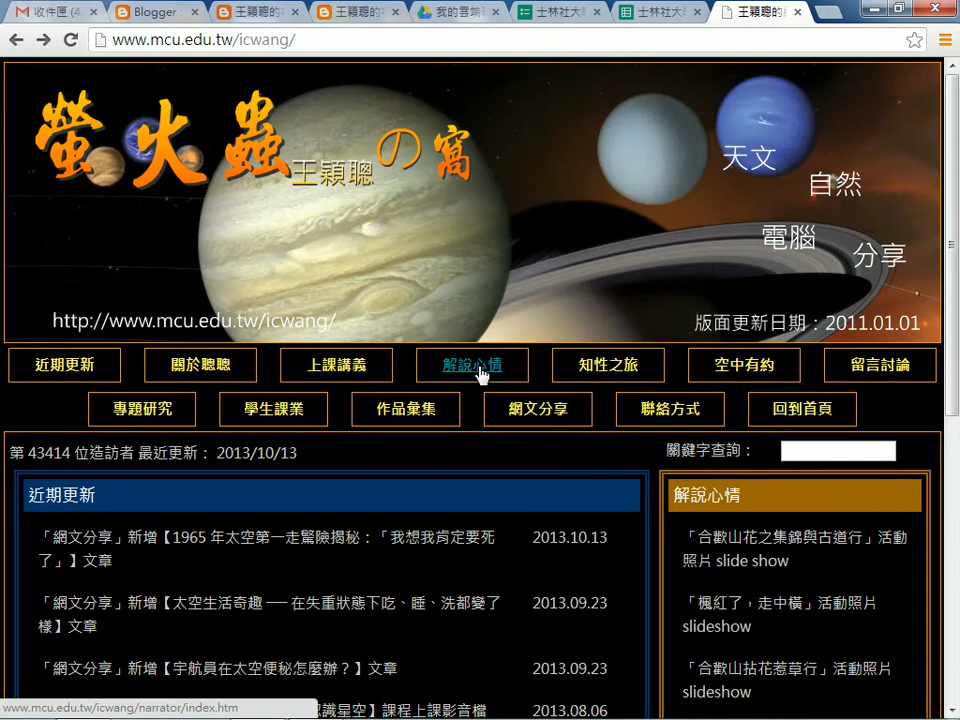 收件匣 (4
Blogger
王穎聰的
王穎聰的
我的雲端
士林社大
士林社大
王穎聰的
www.mcu.edu.tw/icwang/
螢火蟲の窩
王穎聰
天文
自然
電腦
分享
http://www.mcu.edu.tw/icwang/
版面更新日期：2011.01.01
近期更新 關於聰聰 上課講義 解說心情 知性之旅 空中有約 留言討論
專題研究 學生課業 作品彙集 網文分享 聯絡方式 回到首頁
第 43414 位造訪者 最近更新： 2013/10/13
關鍵字查詢：
近期更新
「網文分享」新增【1965 年太空第一走驚險揭秘：「我想我肯定要死 2013.10.13
了」】文章
「網文分享」新增【太空生活奇趣 ── 在失重狀態下吃、睡、洗都變了 2013.09.23
樣】文章
「網文分享」新增【宇航員在太空便秘怎麼辦？】文章 2013.09.23
認識星空】課程上課影音檔 2013.08.06
解說心情
「合歡山花之集錦與古道行」活動
照片 slide show
「楓紅了，走中橫」活動照片
slideshow
「合歡山拈花惹草行」活動照片
slideshow
www.mcu.edu.tw/icwang/narrator/index.htm